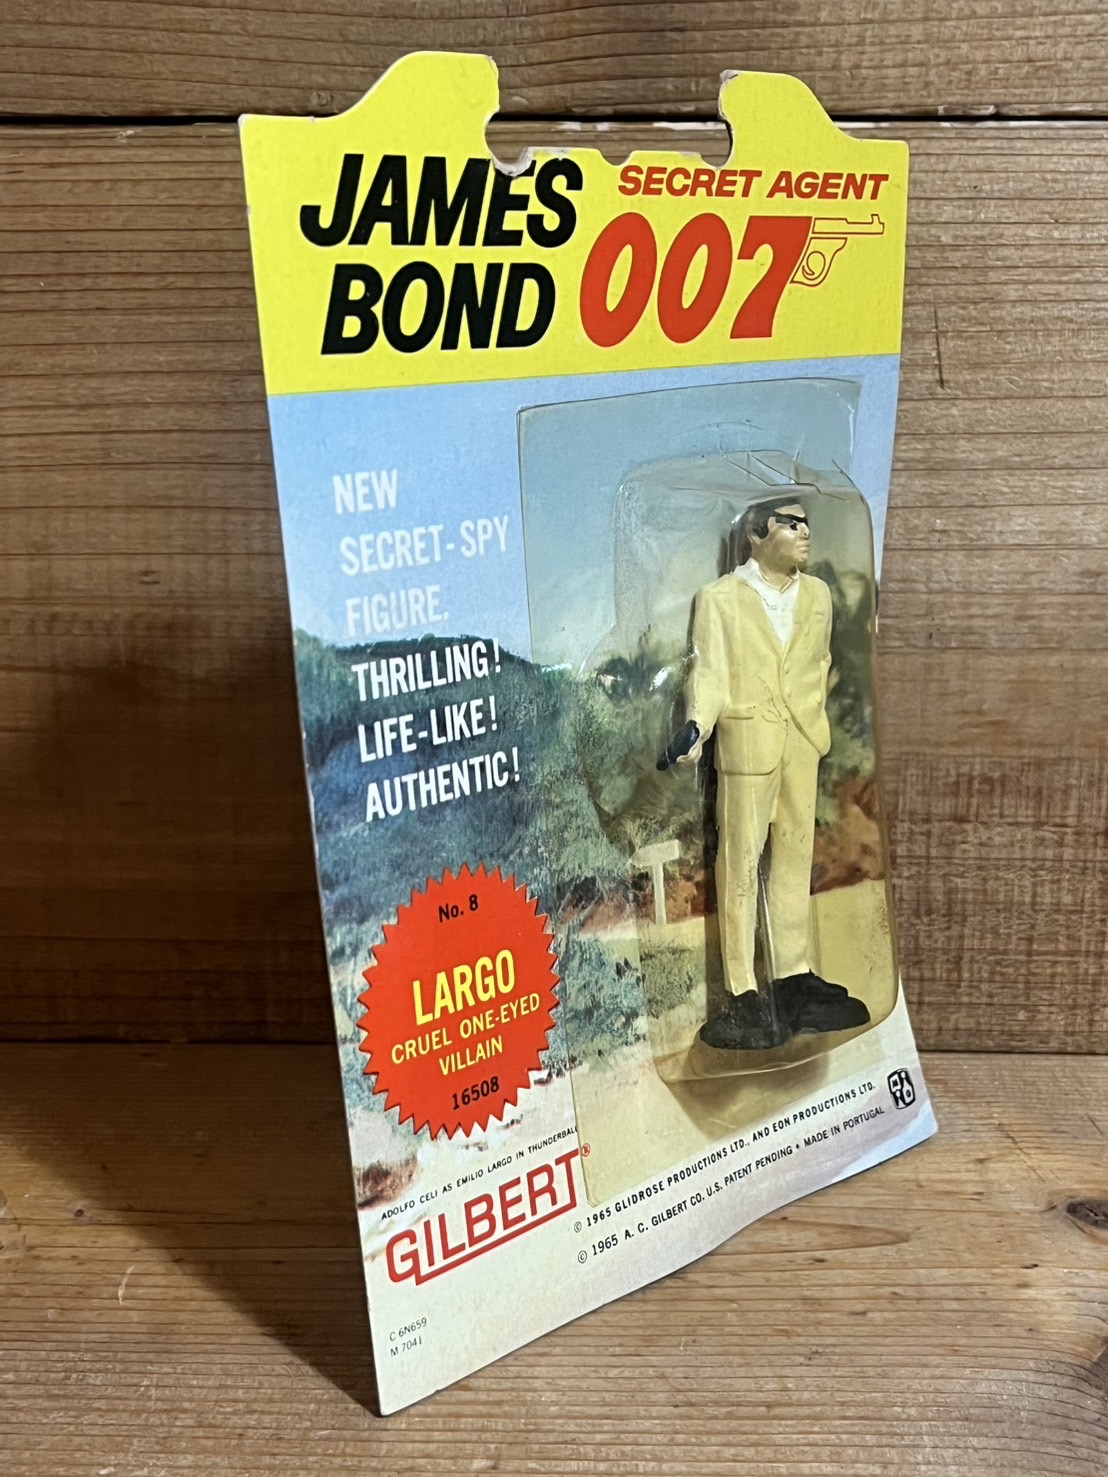 JAMES
BOND
SECRET AGENT
007
NEW
SECRET-SPY
FIGURE.
THRILLING!
LIFE-LIKE!
AUTHENTIC!
No. 8
LARGO
CRUEL ONE-EYED
VILLAIN
16508
ADOLFO CELI AS EMILIO LARGO IN THUNDERBALL
GILBERT®
© 1965 GLIDROSE PRODUCTIONS LTD., AND EON PRODUCTIONS LTD.
© 1965 A. C. GILBERT CO. U.S. PATENT PENDING • MADE IN PORTUGAL
C 6N659
M 7041